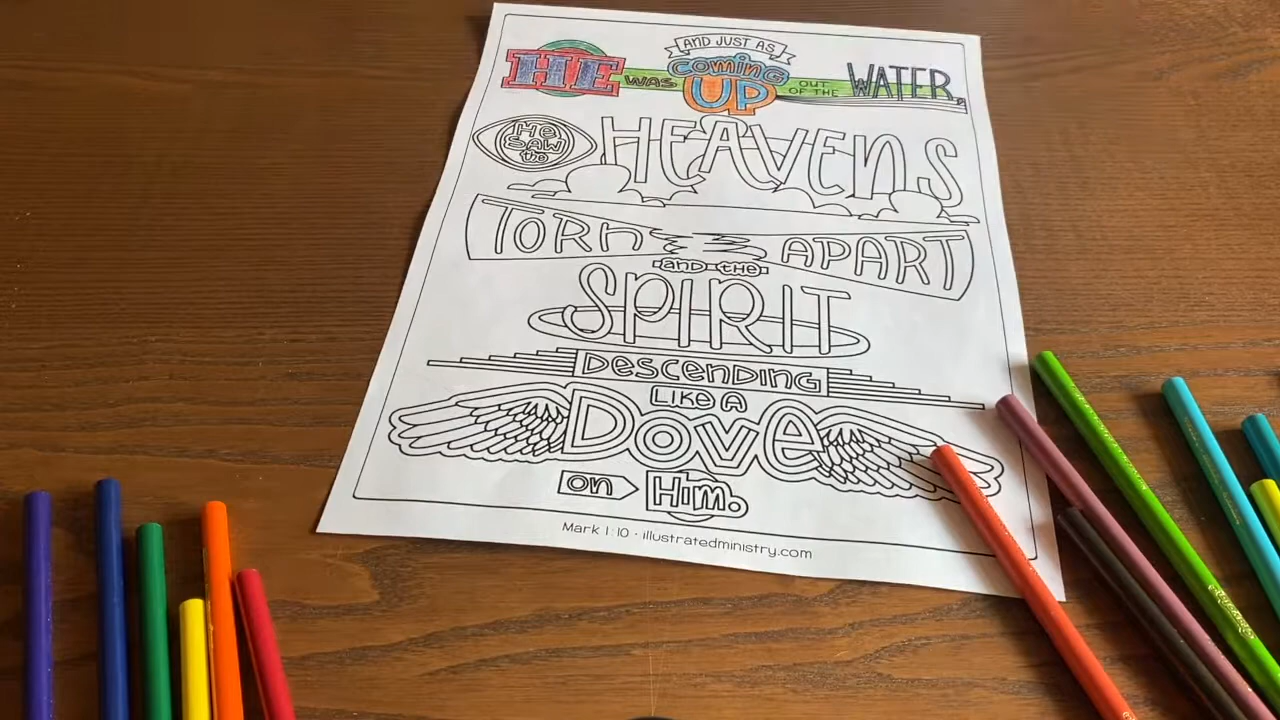 AND JUST AS
HE was coming UP OUT OF THE WATER,
He SAW the HEAVENS
TORN APART
and the
SPIRIT
DESCENDING
LIKE A
DOVe
on Him.
Mark 1:10 · illustratedministry.com